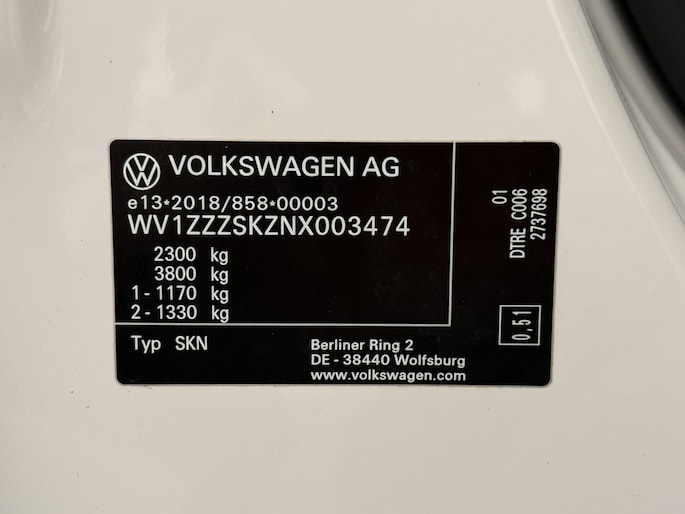 VOLKSWAGEN AG
e13*2018/858*00003
WV1ZZZSKZNX003474
2300 kg
3800 kg
1 - 1170 kg
2 - 1330 kg
Typ SKN
Berliner Ring 2
DE - 38440 Wolfsburg
www.volkswagen.com
01
DTRE C006
2737698
0,51